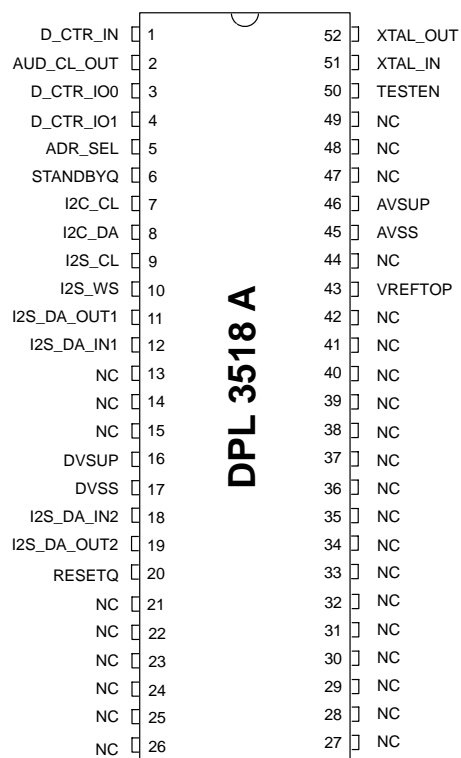 D_CTR_IN 1 52 XTAL_OUT
AUD_CL_OUT 2 51 XTAL_IN
D_CTR_IO0 3 50 TESTEN
D_CTR_IO1 4 49 NC
ADR_SEL 5 48 NC
STANDBYQ 6 47 NC
I2C_CL 7 46 AVSUP
I2C_DA 8 45 AVSS
I2S_CL 9 44 NC
I2S_WS 10 43 VREFTOP
I2S_DA_OUT1 11 42 NC
I2S_DA_IN1 12 41 NC
NC 13 40 NC
NC 14 39 NC
NC 15 38 NC
DVSUP 16 37 NC
DVSS 17 36 NC
I2S_DA_IN2 18 35 NC
I2S_DA_OUT2 19 34 NC
RESETQ 20 33 NC
NC 21 32 NC
NC 22 31 NC
NC 23 30 NC
NC 24 29 NC
NC 25 28 NC
NC 26 27 NC
DPL 3518 A